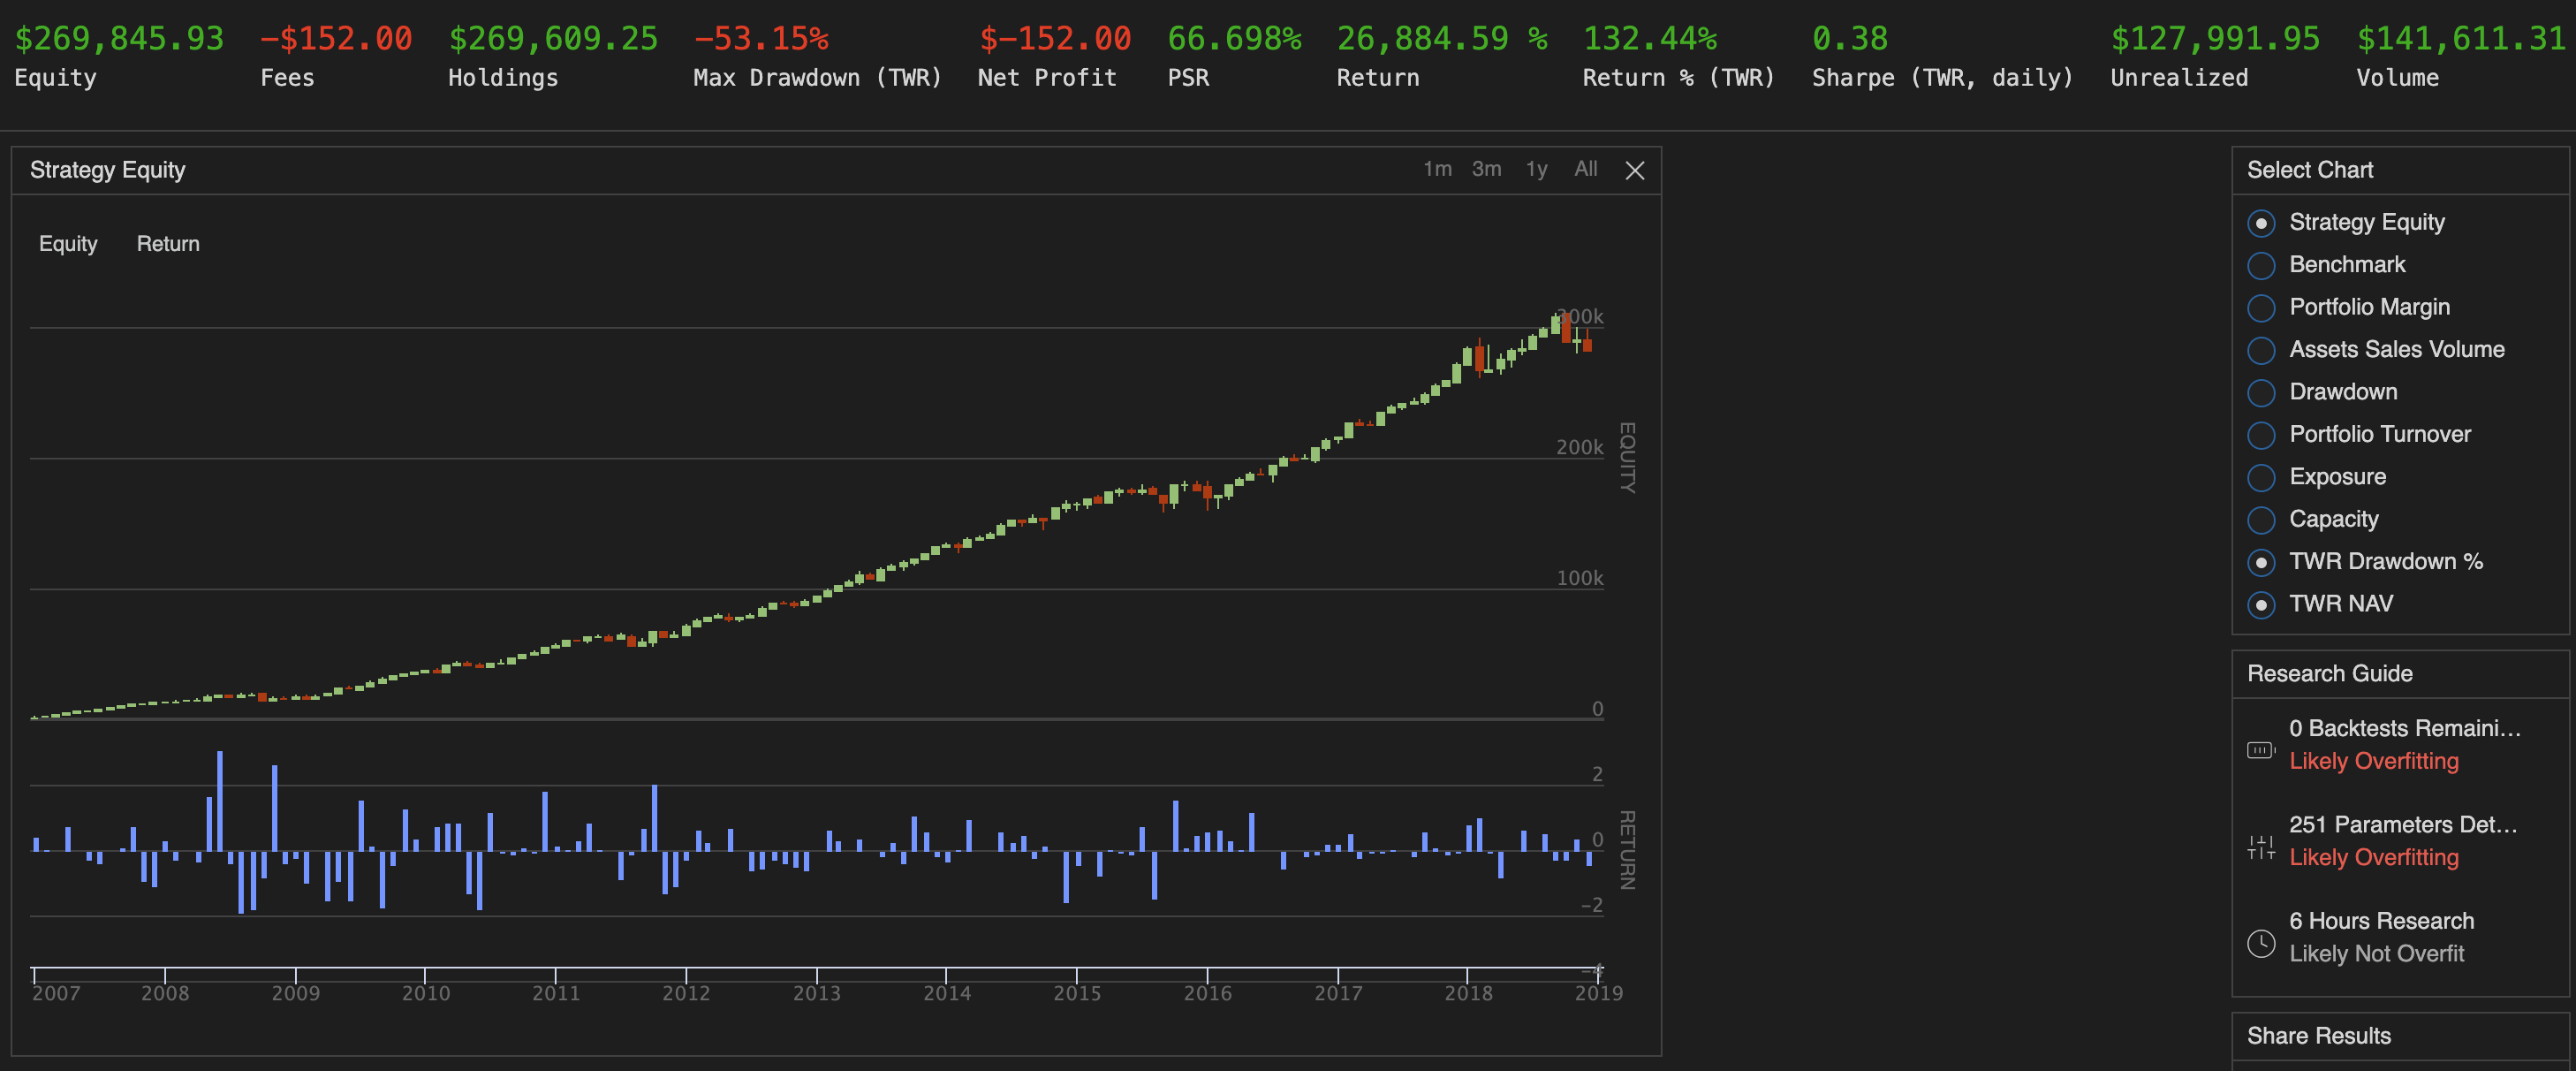 $269,845.93 -$152.00 $269,609.25 -53.15% $-152.00 66.698% 26,884.59 % 132.44% 0.38 $127,991.95 $141,611.31
Equity Fees Holdings Max Drawdown (TWR) Net Profit PSR Return Return % (TWR) Sharpe (TWR, daily) Unrealized Volume
Strategy Equity 1m 3m 1y All
Equity Return
300k
200k
100k
0
EQUITY
2
0
-2
-4
RETURN
2007 2008 2009 2010 2011 2012 2013 2014 2015 2016 2017 2018 2019
Select Chart
Strategy Equity
Benchmark
Portfolio Margin
Assets Sales Volume
Drawdown
Portfolio Turnover
Exposure
Capacity
TWR Drawdown %
TWR NAV
Research Guide
0 Backtests Remaini...
Likely Overfitting
251 Parameters Det...
Likely Overfitting
6 Hours Research
Likely Not Overfit
Share Results